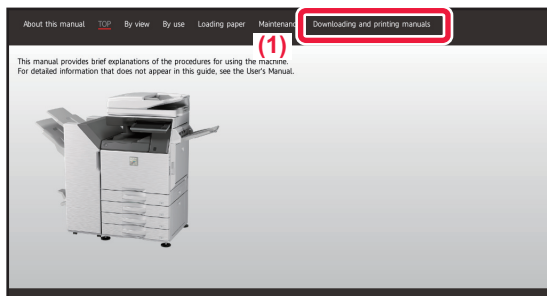 About this manual TOP By view By use Loading paper Maintenanc Downloading and printing manuals
(1)
This manual provides brief explanations of the procedures for using the machine.
For detailed information that does not appear in this guide, see the User's Manual.